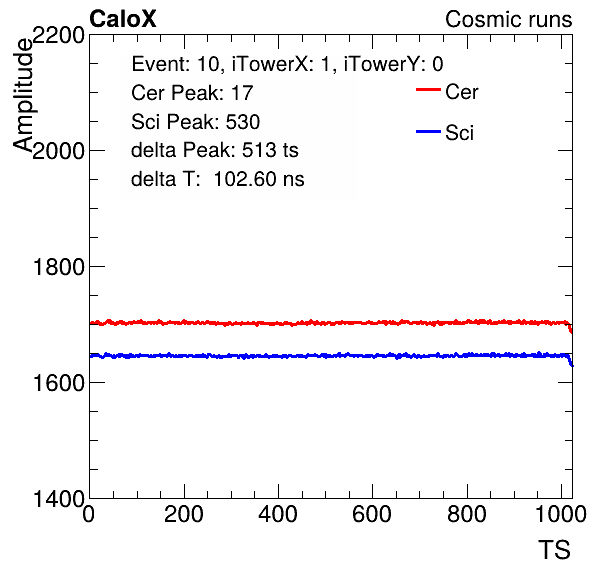 CaloX Cosmic runs
Amplitude
2200
2000
1800
1600
1400
Event: 10, iTowerX: 1, iTowerY: 0
Cer Peak: 17
Sci Peak: 530
delta Peak: 513 ts
delta T:  102.60 ns
Cer
Sci
0 200 400 600 800 1000
TS